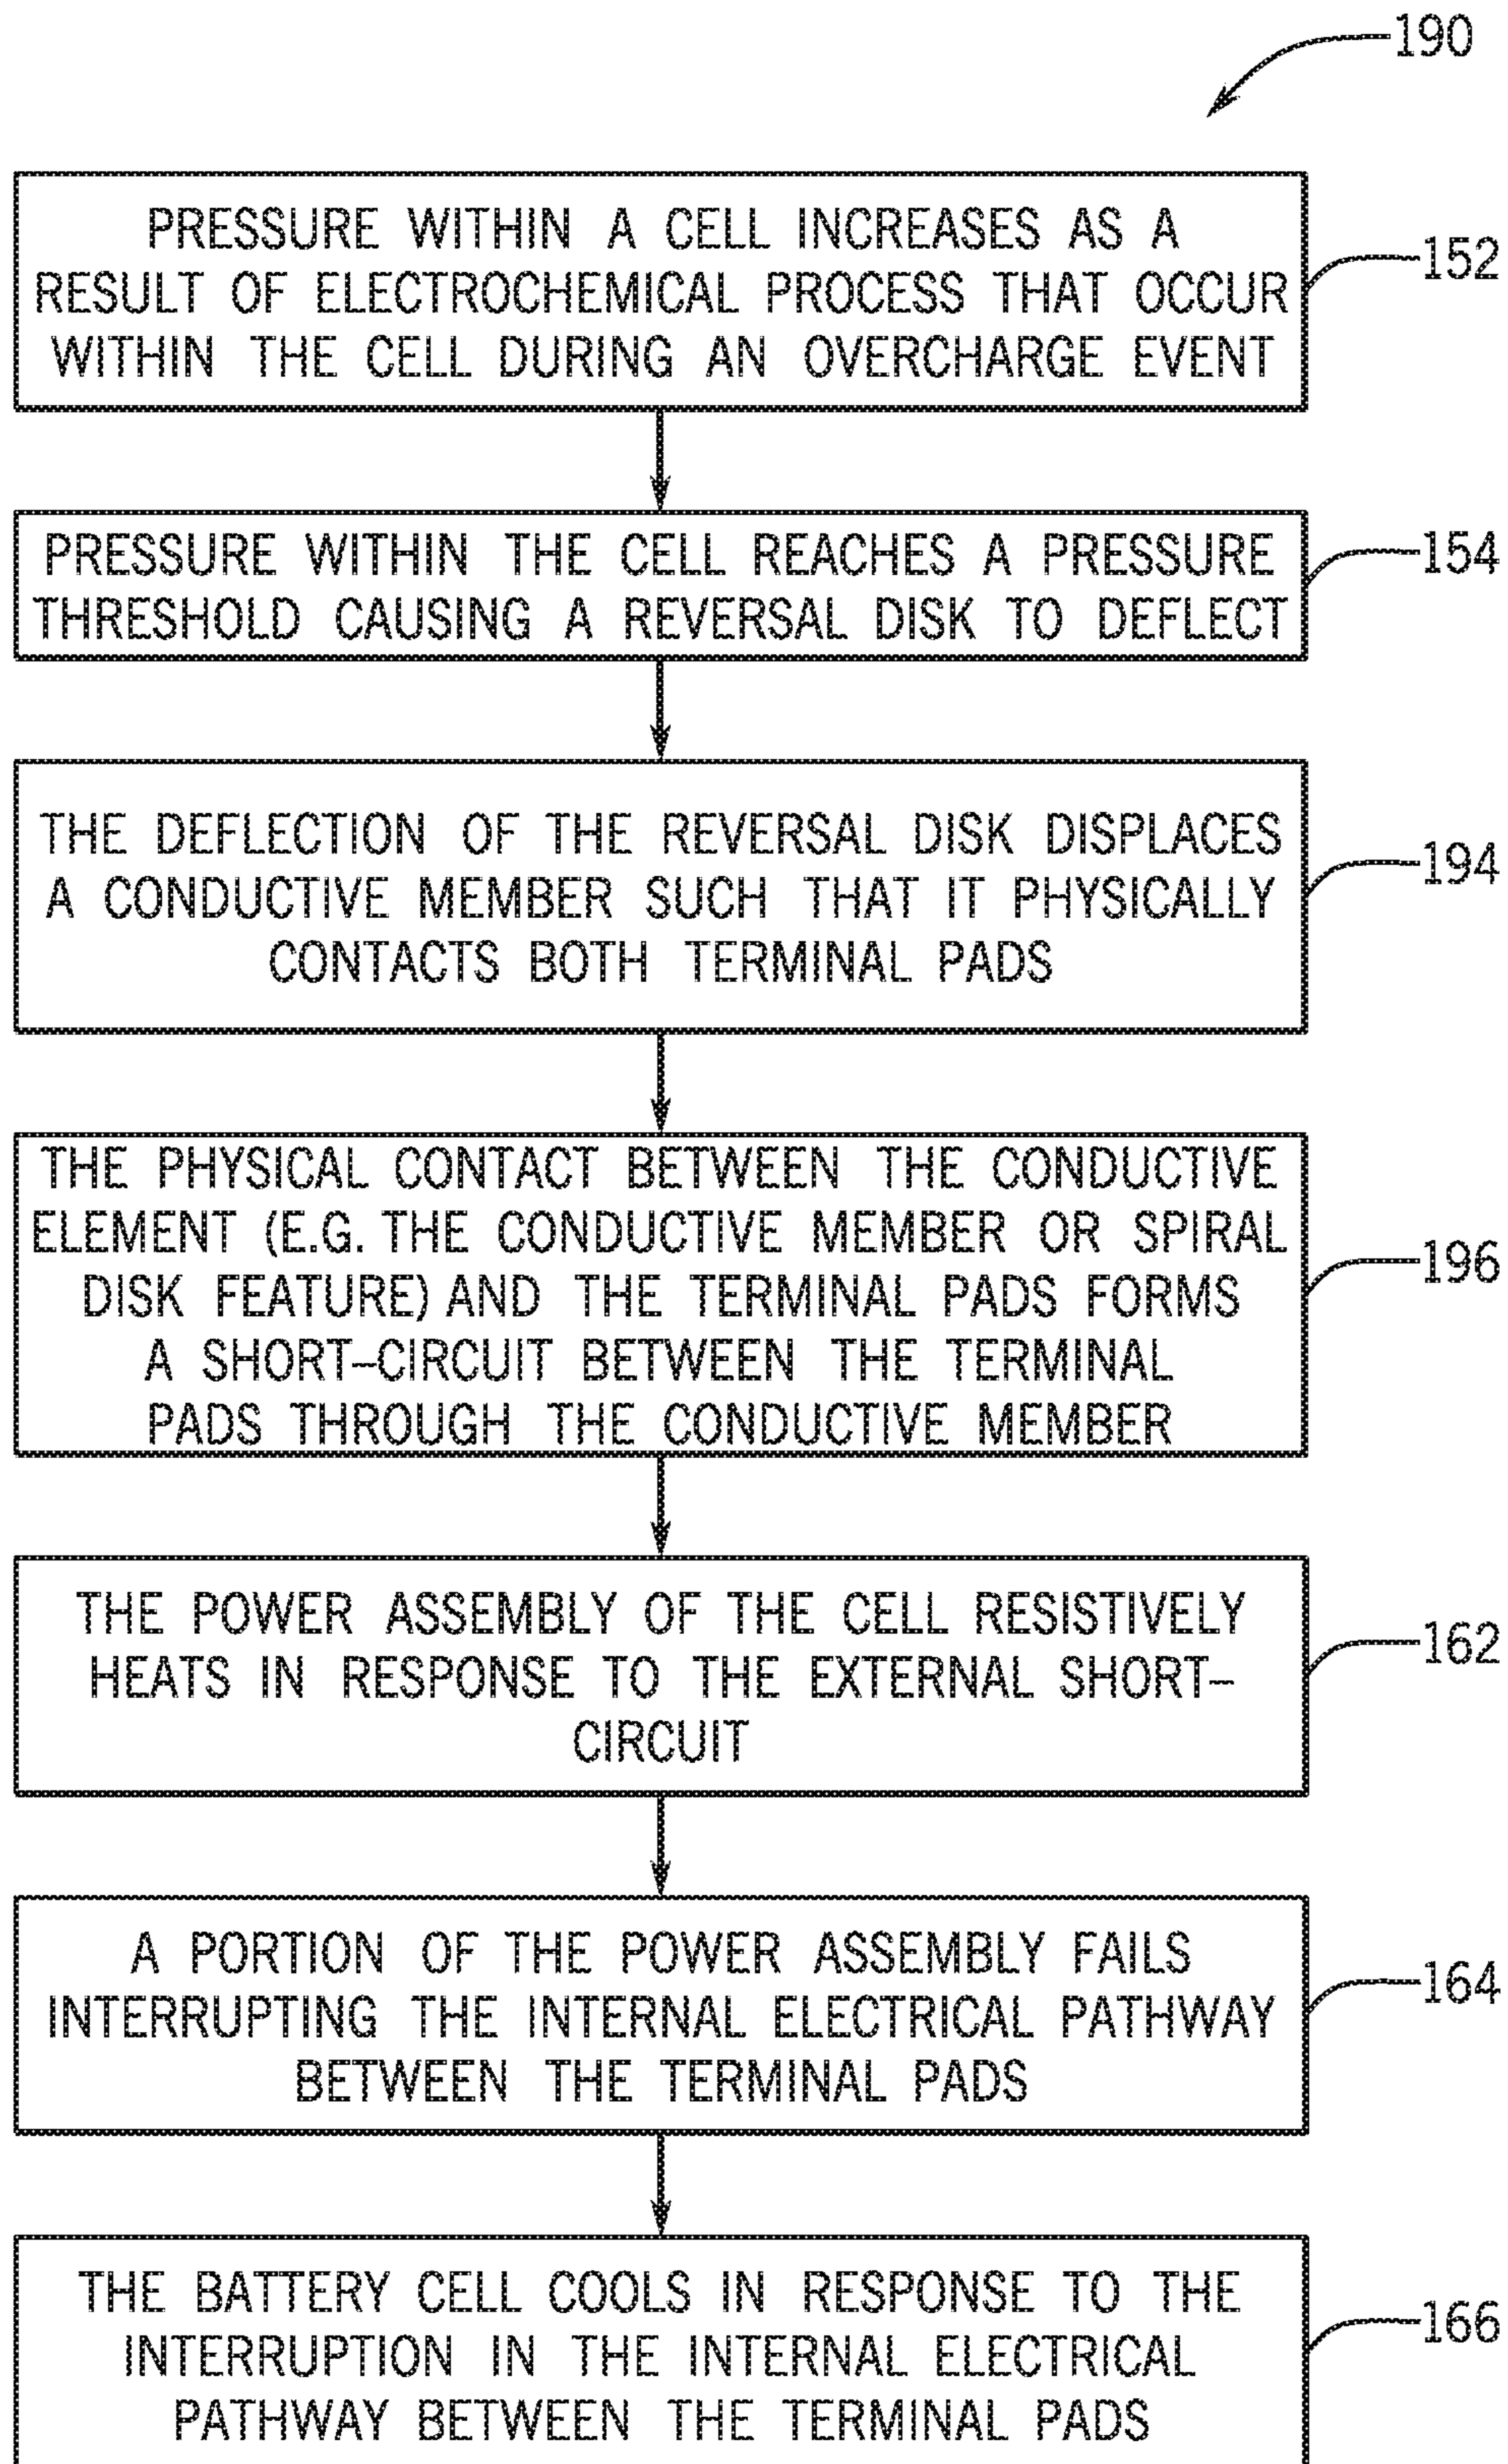 190
PRESSURE WITHIN A CELL INCREASES AS A
RESULT OF ELECTROCHEMICAL PROCESS THAT OCCUR
WITHIN THE CELL DURING AN OVERCHARGE EVENT
152
PRESSURE WITHIN THE CELL REACHES A PRESSURE
THRESHOLD CAUSING A REVERSAL DISK TO DEFLECT
154
THE DEFLECTION OF THE REVERSAL DISK DISPLACES
A CONDUCTIVE MEMBER SUCH THAT IT PHYSICALLY
CONTACTS BOTH TERMINAL PADS
194
THE PHYSICAL CONTACT BETWEEN THE CONDUCTIVE
ELEMENT (E.G. THE CONDUCTIVE MEMBER OR SPIRAL
DISK FEATURE) AND THE TERMINAL PADS FORMS
A SHORT-CIRCUIT BETWEEN THE TERMINAL
PADS THROUGH THE CONDUCTIVE MEMBER
196
THE POWER ASSEMBLY OF THE CELL RESISTIVELY
HEATS IN RESPONSE TO THE EXTERNAL SHORT-
CIRCUIT
162
A PORTION OF THE POWER ASSEMBLY FAILS
INTERRUPTING THE INTERNAL ELECTRICAL PATHWAY
BETWEEN THE TERMINAL PADS
164
THE BATTERY CELL COOLS IN RESPONSE TO THE
INTERRUPTION IN THE INTERNAL ELECTRICAL
PATHWAY BETWEEN THE TERMINAL PADS
166